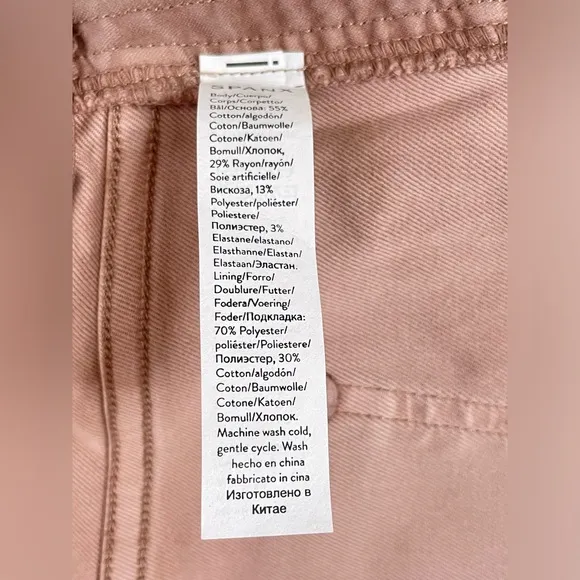 SPANX
Body/Cuerpo/
Corps/Corpetto/
Bål/Основа: 55%
Cotton/algodón/
Coton/Baumwolle/
Cotone/Katoen/
Bomull/Хлопок,
29% Rayon/rayón/
Soie artificielle/
Вискоза, 13%
Polyester/poliéster/
Poliestere/
Полиэстер, 3%
Elastane/elastano/
Elasthanne/Elastan/
Elastaan/Эластан.
Lining/Forro/
Doublure/Futter/
Fodera/Voering/
Foder/Подкладка:
70% Polyester/
poliéster/Poliestere/
Полиэстер, 30%
Cotton/algodón/
Coton/Baumwolle/
Cotone/Katoen/
Bomull/Хлопок.
Machine wash cold,
gentle cycle. Wash
hecho en china
fabbricato in cina
Изготовлено в
Китае